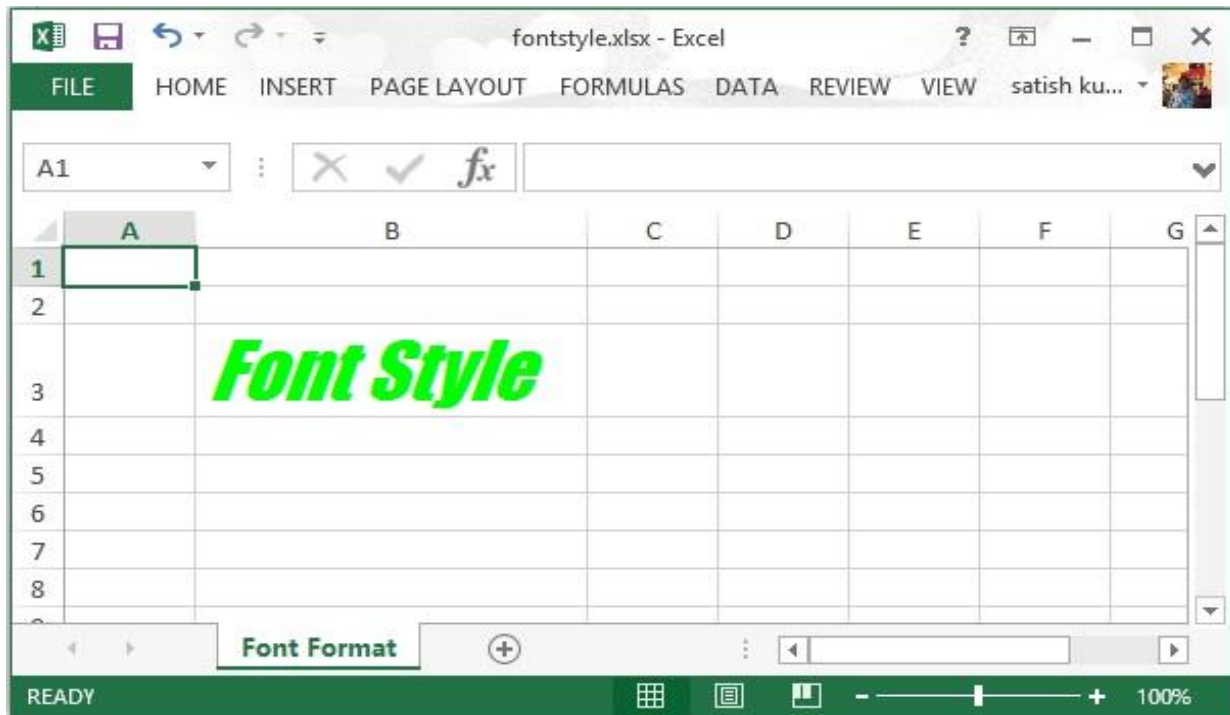 fontstyle.xlsx - Excel ?
FILE HOME INSERT PAGE LAYOUT FORMULAS DATA REVIEW VIEW satish ku...
A1 fx
A B C D E F G
1
2
3 Font Style
4
5
6
7
8
Font Format
READY 100%